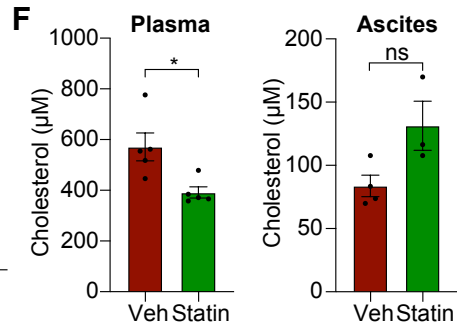 F
Plasma
Cholesterol (µM)
1000
800
600
400
200
0
*
Veh Statin
Ascites
Cholesterol (µM)
200
150
100
50
0
ns
Veh Statin